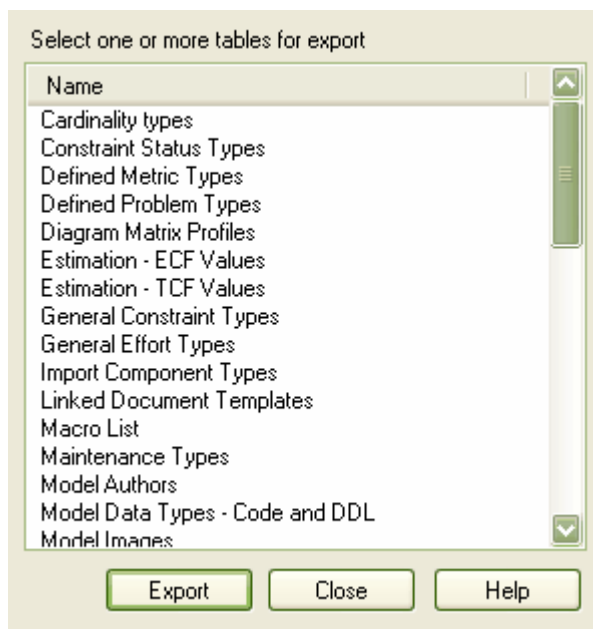 Select one or more tables for export
Name
Cardinality types
Constraint Status Types
Defined Metric Types
Defined Problem Types
Diagram Matrix Profiles
Estimation - ECF Values
Estimation - TCF Values
General Constraint Types
General Effort Types
Import Component Types
Linked Document Templates
Macro List
Maintenance Types
Model Authors
Model Data Types - Code and DDL
Model Images
Export Close Help